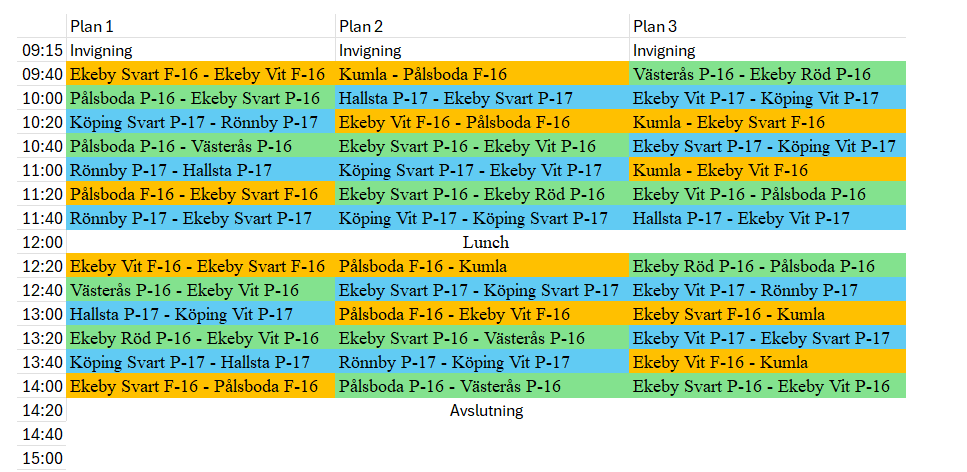 Plan 1 Plan 2 Plan 3
09:15 Invigning Invigning Invigning
09:40 Ekeby Svart F-16 - Ekeby Vit F-16 Kumla - Pålsboda F-16 Västerås P-16 - Ekeby Röd P-16
10:00 Pålsboda P-16 - Ekeby Svart P-16 Hallsta P-17 - Ekeby Svart P-17 Ekeby Vit P-17 - Köping Vit P-17
10:20 Köping Svart P-17 - Rönnby P-17 Ekeby Vit F-16 - Pålsboda F-16 Kumla - Ekeby Svart F-16
10:40 Pålsboda P-16 - Västerås P-16 Ekeby Svart P-16 - Ekeby Vit P-16 Ekeby Svart P-17 - Köping Vit P-17
11:00 Rönnby P-17 - Hallsta P-17 Köping Svart P-17 - Ekeby Vit P-17 Kumla - Ekeby Vit F-16
11:20 Pålsboda F-16 - Ekeby Svart F-16 Ekeby Svart P-16 - Ekeby Röd P-16 Ekeby Vit P-16 - Pålsboda P-16
11:40 Rönnby P-17 - Ekeby Svart P-17 Köping Vit P-17 - Köping Svart P-17 Hallsta P-17 - Ekeby Vit P-17
12:00 Lunch
12:20 Ekeby Vit F-16 - Ekeby Svart F-16 Pålsboda F-16 - Kumla Ekeby Röd P-16 - Pålsboda P-16
12:40 Västerås P-16 - Ekeby Vit P-16 Ekeby Svart P-17 - Köping Svart P-17 Ekeby Vit P-17 - Rönnby P-17
13:00 Hallsta P-17 - Köping Vit P-17 Pålsboda F-16 - Ekeby Vit F-16 Ekeby Svart F-16 - Kumla
13:20 Ekeby Röd P-16 - Ekeby Vit P-16 Ekeby Svart P-16 - Västerås P-16 Ekeby Vit P-17 - Ekeby Svart P-17
13:40 Köping Svart P-17 - Hallsta P-17 Rönnby P-17 - Köping Vit P-17 Ekeby Vit F-16 - Kumla
14:00 Ekeby Svart F-16 - Pålsboda F-16 Pålsboda P-16 - Västerås P-16 Ekeby Svart P-16 - Ekeby Vit P-16
14:20 Avslutning
14:40
15:00